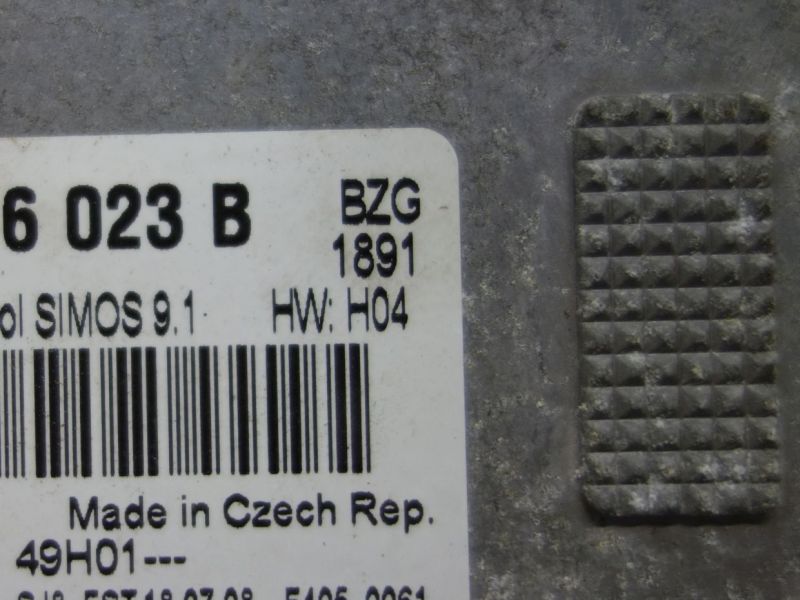 6 023 B BZG
1891
ol SIMOS 9.1 HW: H04
Made in Czech Rep.
49H01---